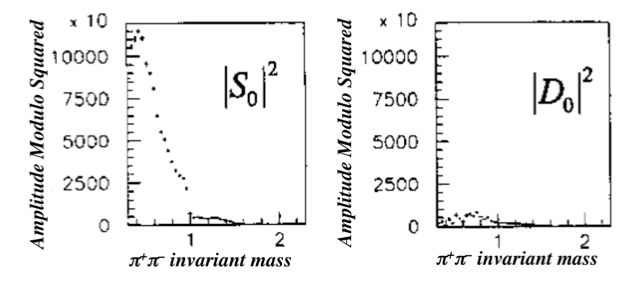 x 10
Amplitude Modulo Squared
10000
7500
5000
2500
0
|S₀|²
1
2
π⁺π⁻ invariant mass
x 10
Amplitude Modulo Squared
10000
7500
5000
2500
0
|D₀|²
1
2
π⁺π⁻ invariant mass